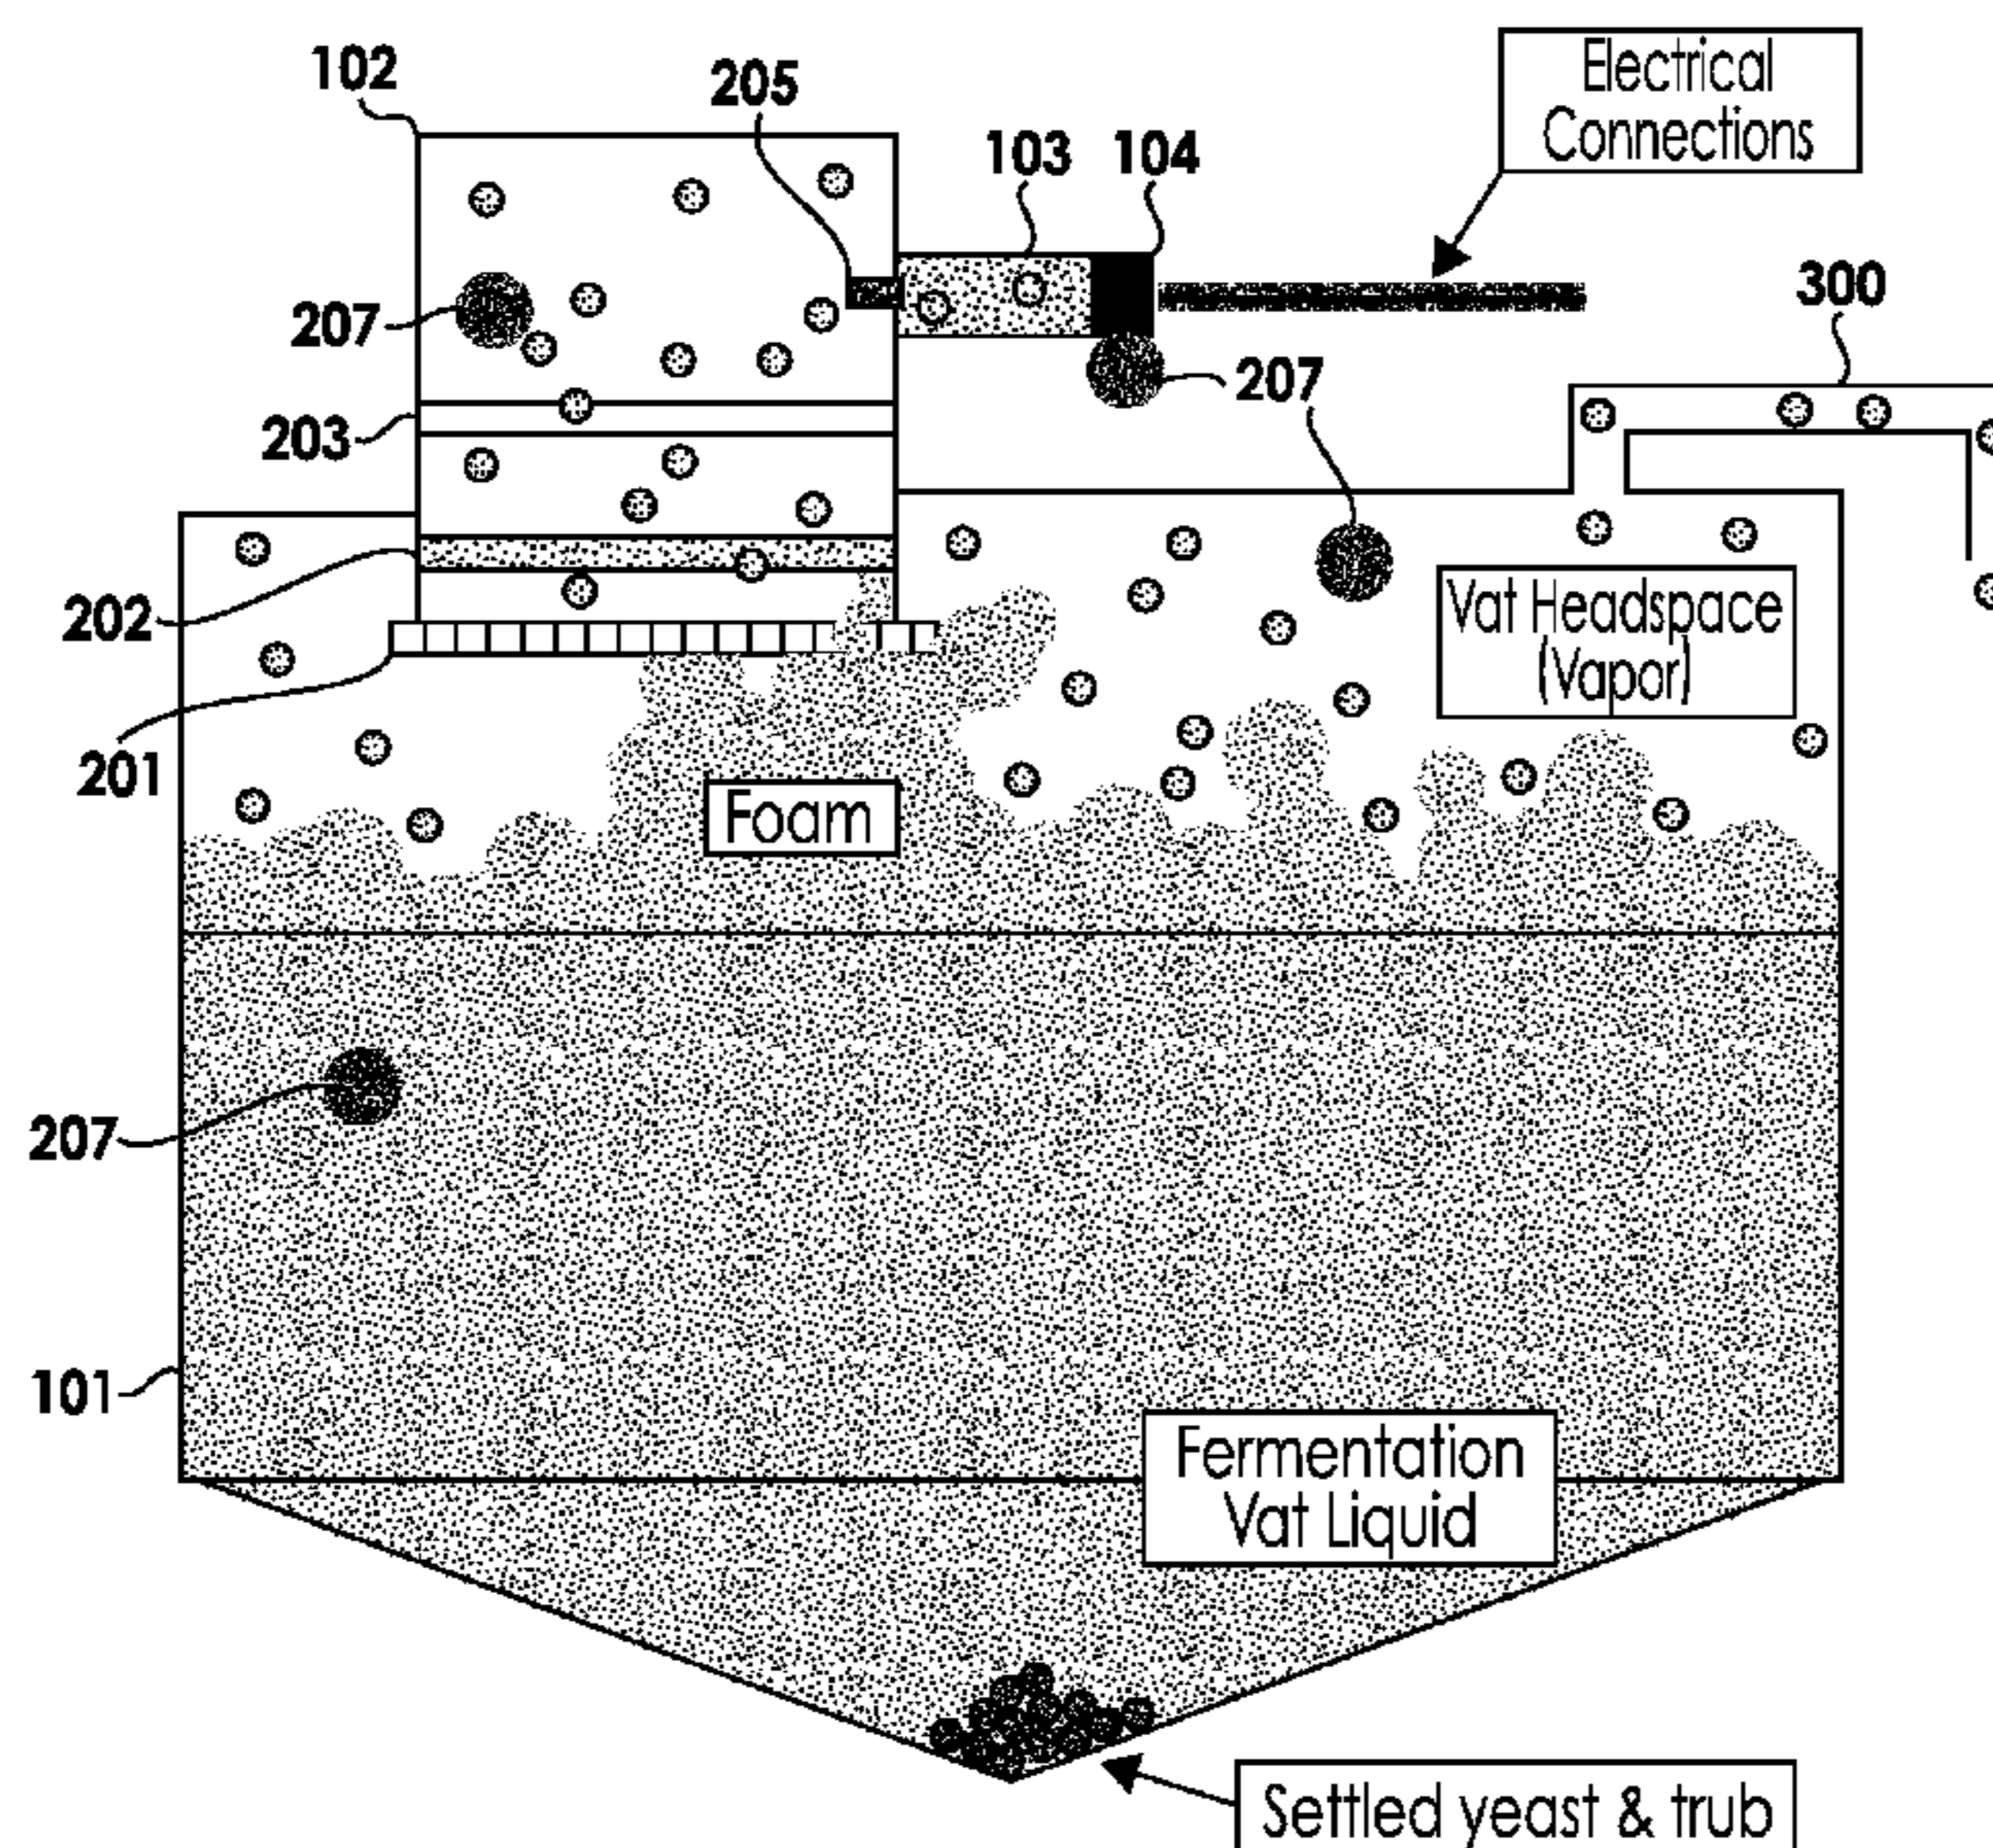 102
205
Electrical
Connections
103
104
300
207
207
203
202
Vat Headspace
(Vapor)
201
Foam
207
101
Fermentation
Vat Liquid
Settled yeast & trub